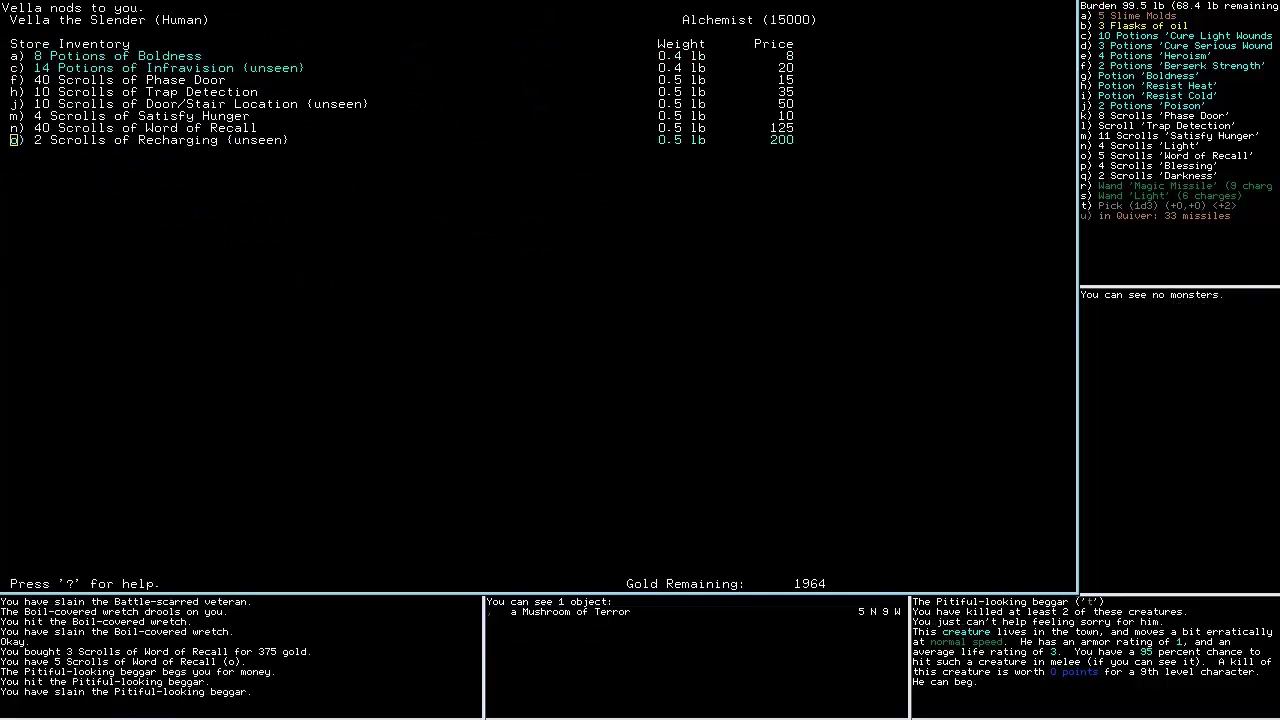 Vella nods to you.
Vella the Slender (Human) Alchemist (15000)
Store Inventory Weight Price
a) 8 Potions of Boldness 0.4 lb 8
c) 14 Potions of Infravision {unseen} 0.4 lb 20
f) 40 Scrolls of Phase Door 0.5 lb 15
h) 10 Scrolls of Trap Detection 0.5 lb 35
j) 10 Scrolls of Door/Stair Location {unseen} 0.5 lb 50
m) 4 Scrolls of Satisfy Hunger 0.5 lb 10
n) 40 Scrolls of Word of Recall 0.5 lb 125
o) 2 Scrolls of Recharging {unseen} 0.5 lb 200
Press '?' for help. Gold Remaining: 1964
Burden 99.5 lb (68.4 lb remaining
a) 5 Slime Molds
b) 3 Flasks of oil
c) 10 Potions 'Cure Light Wounds
d) 3 Potions 'Cure Serious Wound
e) 4 Potions 'Heroism'
f) 2 Potions 'Berserk Strength'
g) Potion 'Boldness'
h) Potion 'Resist Heat'
i) Potion 'Resist Cold'
j) 2 Potions 'Poison'
k) 8 Scrolls 'Phase Door'
l) Scroll 'Trap Detection'
m) 11 Scrolls 'Satisfy Hunger'
n) 4 Scrolls 'Light'
o) 5 Scrolls 'Word of Recall'
p) 4 Scrolls 'Blessing'
q) 2 Scrolls 'Darkness'
r) Wand 'Magic Missile' (9 charg
s) Wand 'Light' (6 charges)
t) Pick (1d3) (+0,+0) <+2>
u) in Quiver: 33 missiles
You can see no monsters.
You have slain the Battle-scarred veteran.
The Boil-covered wretch drools on you.
You hit the Boil-covered wretch.
You have slain the Boil-covered wretch.
Okay.
You bought 3 Scrolls of Word of Recall for 375 gold.
You have 5 Scrolls of Word of Recall (o).
The Pitiful-looking beggar begs you for money.
You hit the Pitiful-looking beggar.
You have slain the Pitiful-looking beggar.
You can see 1 object:
, a Mushroom of Terror 5 N 9 W
The Pitiful-looking beggar ('t')
You have killed at least 2 of these creatures.
You just can't help feeling sorry for him.
This creature lives in the town, and moves a bit erratically
at normal speed. He has an armor rating of 1, and an
average life rating of 3. You have a 95 percent chance to
hit such a creature in melee (if you can see it). A kill of
this creature is worth 0 points for a 9th level character.
He can beg.